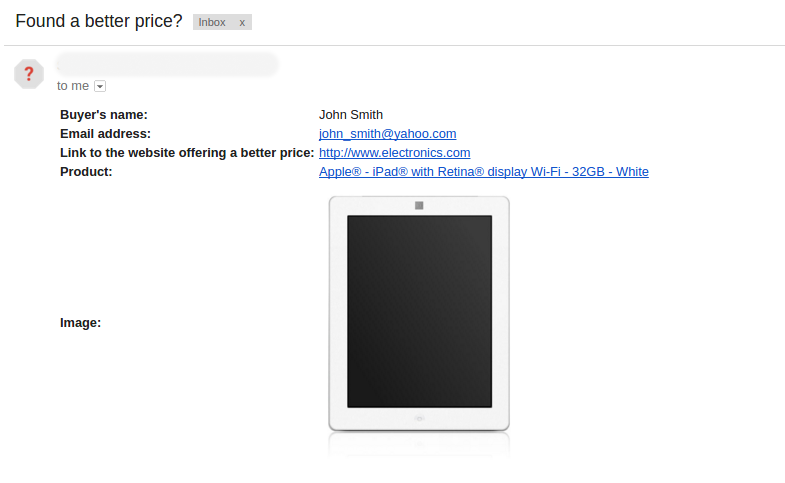 Found a better price? Inbox x
?
to me
Buyer's name: John Smith
Email address: john_smith@yahoo.com
Link to the website offering a better price: http://www.electronics.com
Product: Apple® - iPad® with Retina® display Wi-Fi - 32GB - White
Image: